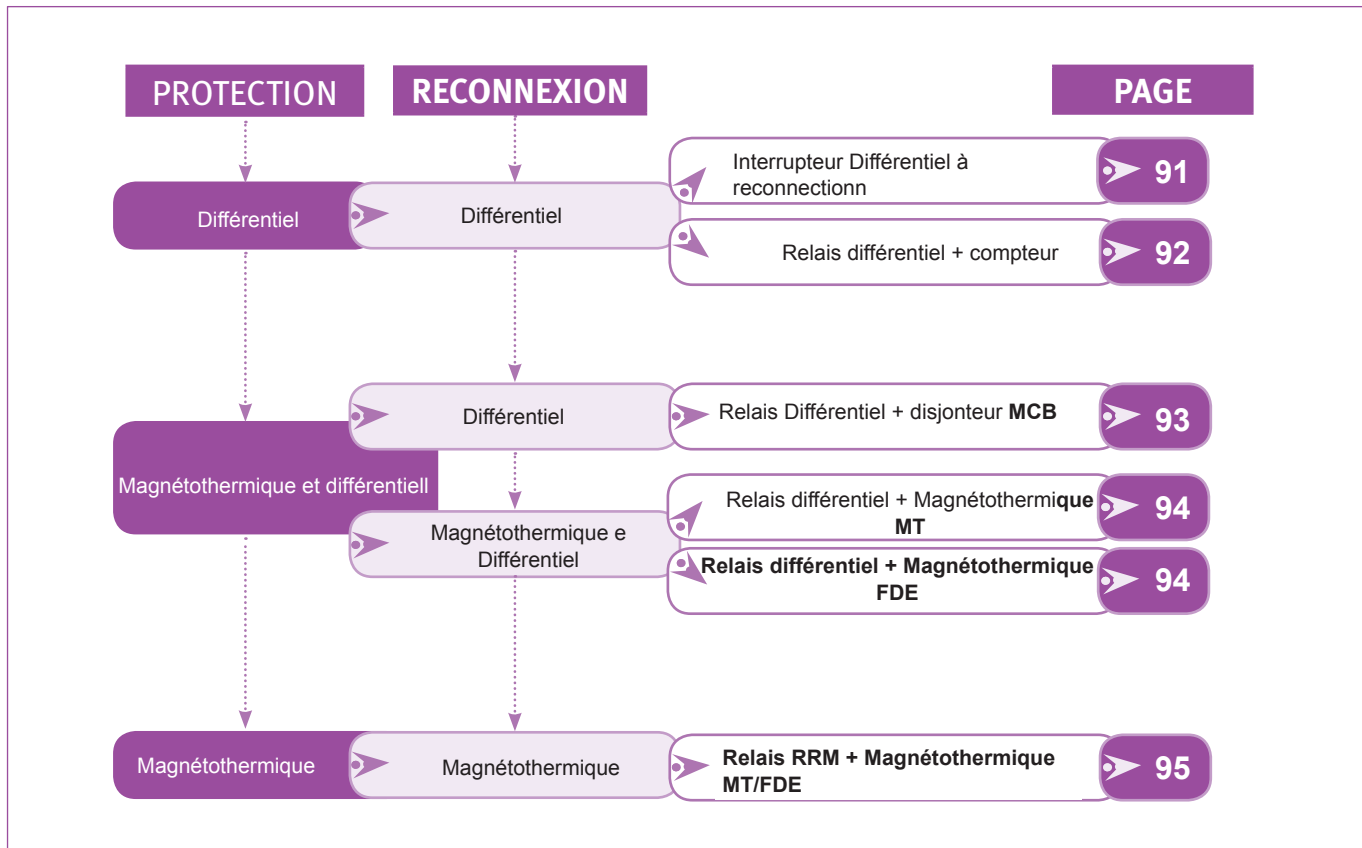 PROTECTION
RECONNEXION
PAGE
Différentiel
Différentiel
Interrupteur Différentiel à
reconnectionn
91
Relais différentiel + compteur
92
Magnétothermique et différentiell
Différentiel
Relais Différentiel + disjonteur MCB
93
Magnétothermique e
Différentiel
Relais différentiel + Magnétothermique
MT
94
Relais différentiel + Magnétothermique
FDE
94
Magnétothermique
Magnétothermique
Relais RRM + Magnétothermique
MT/FDE
95